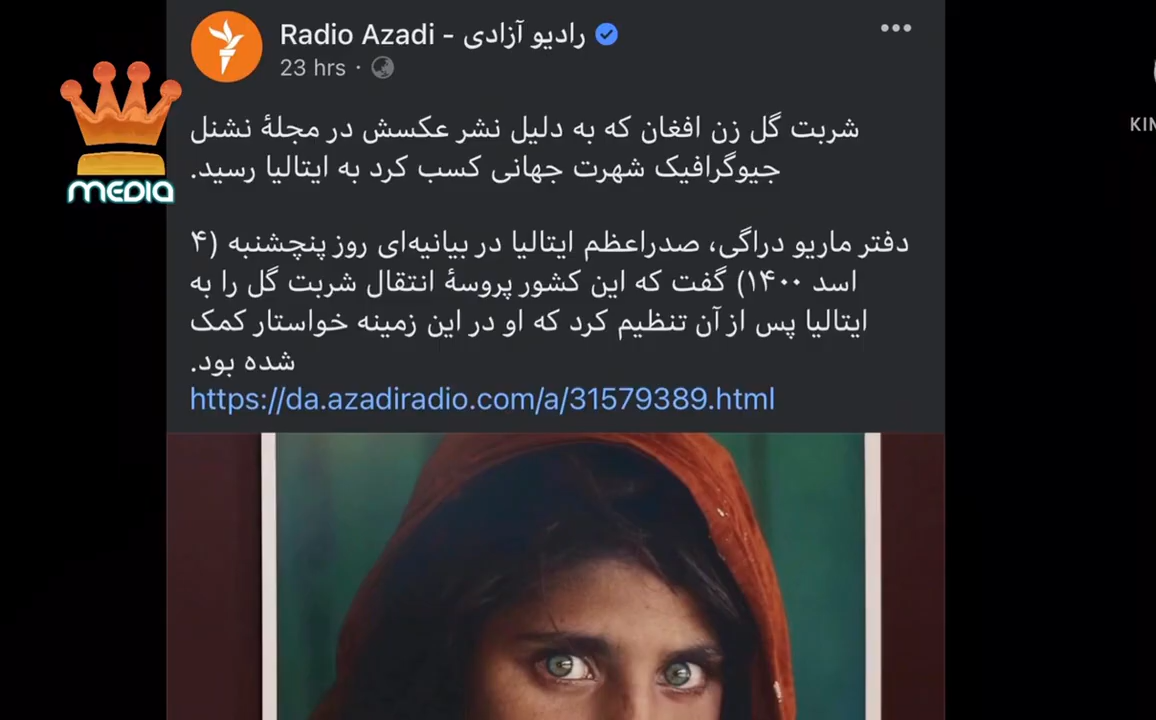 Radio Azadi - رادیو آزادی
23 hrs ·
MEDIA
شربت گل زن افغان که به دلیل نشر عکسش در مجلهٔ نشنل
جیوگرافیک شهرت جهانی کسب کرد به ایتالیا رسید.
دفتر ماریو دراگی، صدراعظم ایتالیا در بیانیه‌ای روز پنچشنبه (۴
اسد ۱۴۰۰) گفت که این کشور پروسهٔ انتقال شربت گل را به
ایتالیا پس از آن تنظیم کرد که او در این زمینه خواستار کمک
شده بود.
https://da.azadiradio.com/a/31579389.html